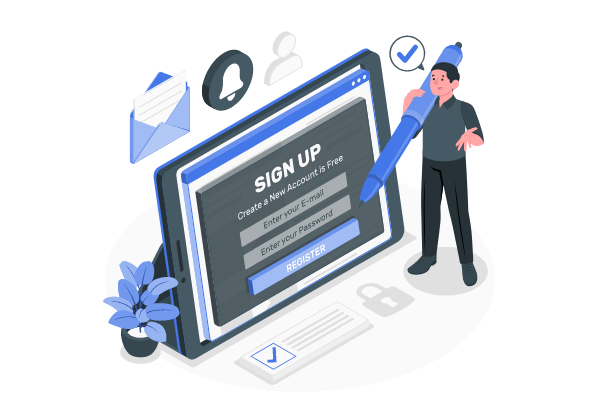 SIGN UP
Create a New Account is Free
Enter your E-mail
Enter your Password
REGISTER